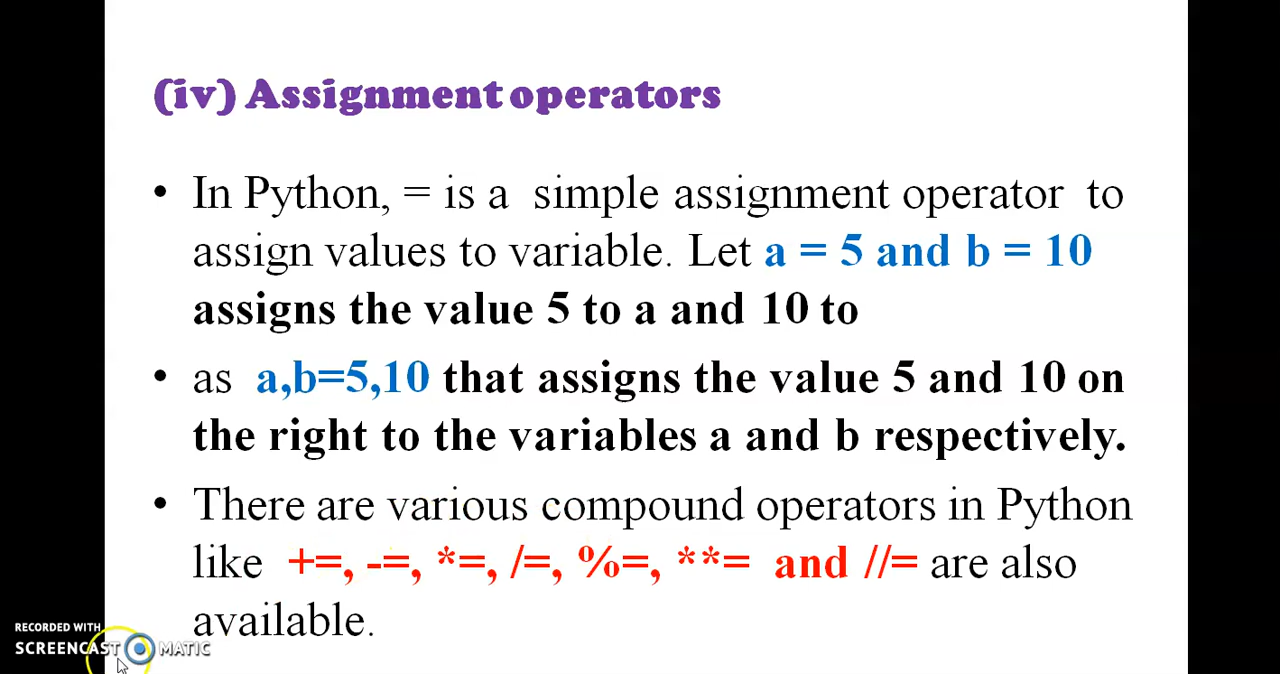 (iv) Assignment operators
• In Python, = is a simple assignment operator to
assign values to variable. Let a = 5 and b = 10
assigns the value 5 to a and 10 to
• as a,b=5,10 that assigns the value 5 and 10 on
the right to the variables a and b respectively.
• There are various compound operators in Python
like +=, -=, *=, /=, %=, **= and //= are also
available.
RECORDED WITH
SCREENCAST MATIC